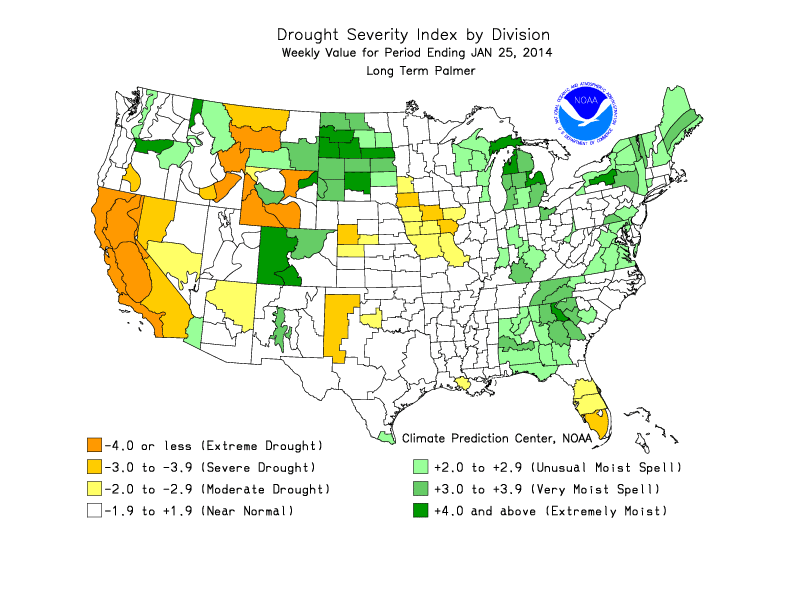 Drought Severity Index by Division
Weekly Value for Period Ending JAN 25, 2014
Long Term Palmer
NATIONAL OCEANIC AND ATMOSPHERIC ADMINISTRATION
NOAA
U.S. DEPARTMENT OF COMMERCE
Climate Prediction Center, NOAA
-4.0 or less (Extreme Drought)
-3.0 to -3.9 (Severe Drought)
-2.0 to -2.9 (Moderate Drought)
-1.9 to +1.9 (Near Normal)
+2.0 to +2.9 (Unusual Moist Spell)
+3.0 to +3.9 (Very Moist Spell)
+4.0 and above (Extremely Moist)